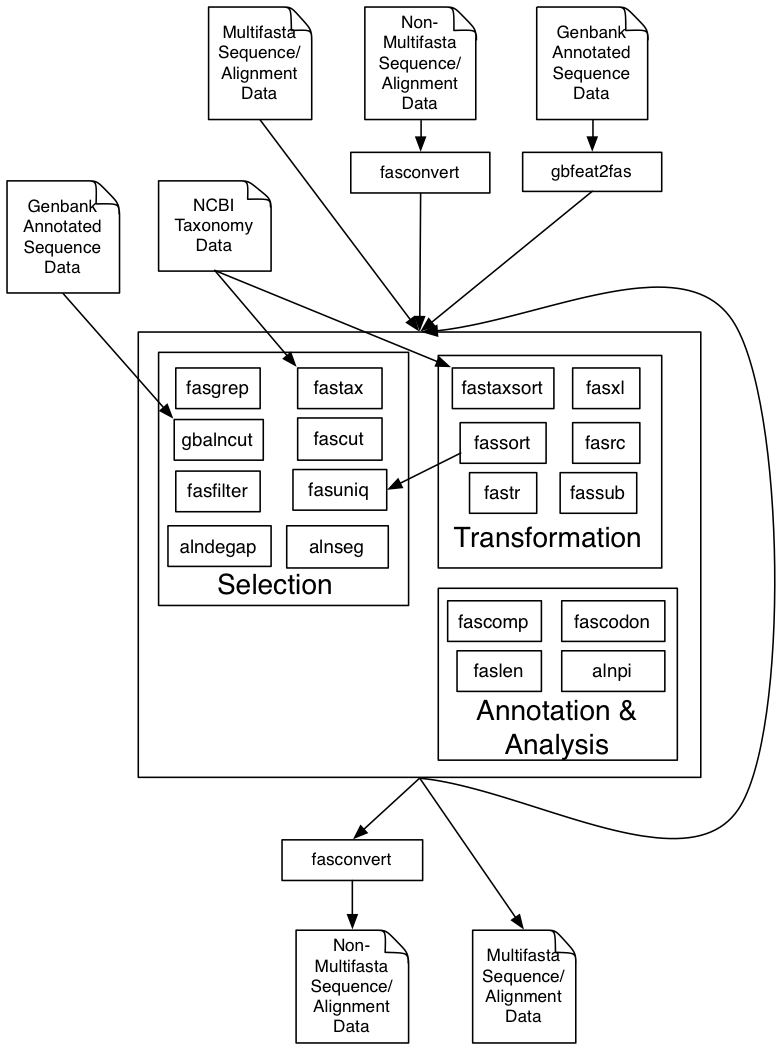 Multifasta
Sequence/
Alignment
Data
Non-
Multifasta
Sequence/
Alignment
Data
Genbank
Annotated
Sequence
Data
fasconvert
gbfeat2fas
Genbank
Annotated
Sequence
Data
NCBI
Taxonomy
Data
fasgrep
fastax
gbalncut
fascut
fasfilter
fasuniq
alndegap
alnseg
Selection
fastaxsort
fasxl
fassort
fasrc
fastr
fassub
Transformation
fascomp
fascodon
faslen
alnpi
Annotation &
Analysis
fasconvert
Non-
Multifasta
Sequence/
Alignment
Data
Multifasta
Sequence/
Alignment
Data